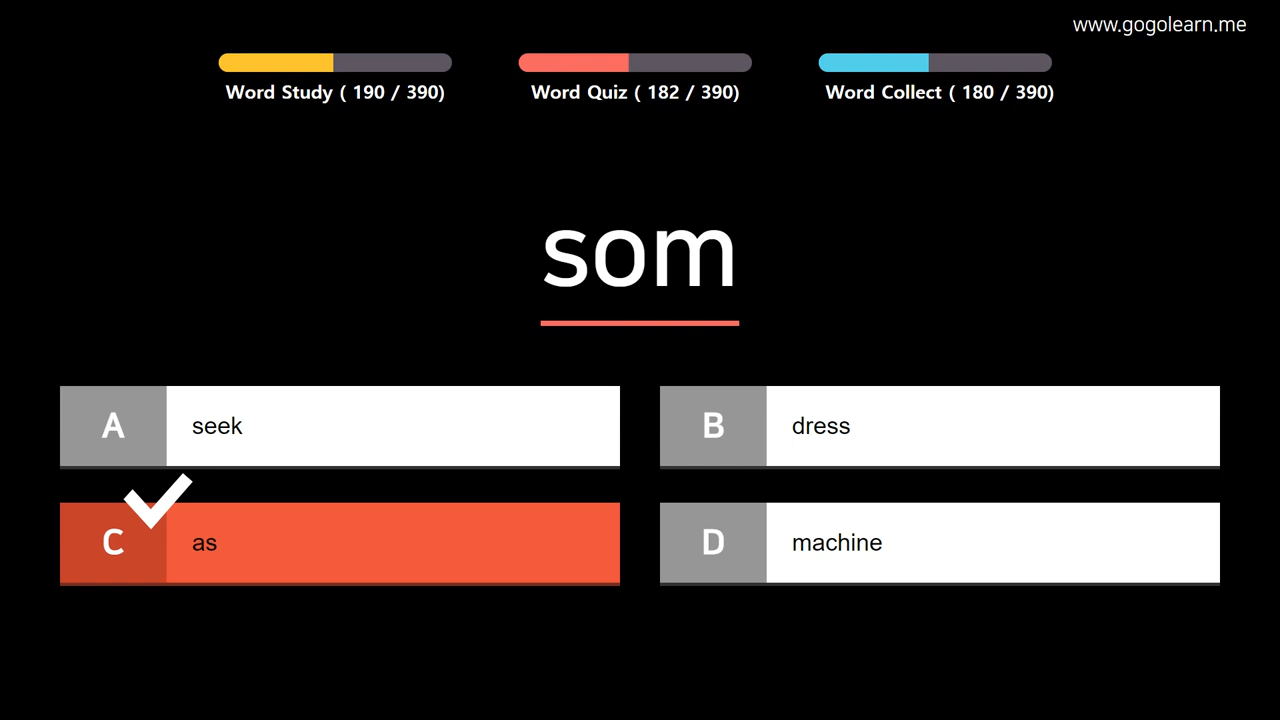 www.gogolearn.me
Word Study ( 190 / 390)
Word Quiz ( 182 / 390)
Word Collect ( 180 / 390)
som
A seek
B dress
C as
D machine